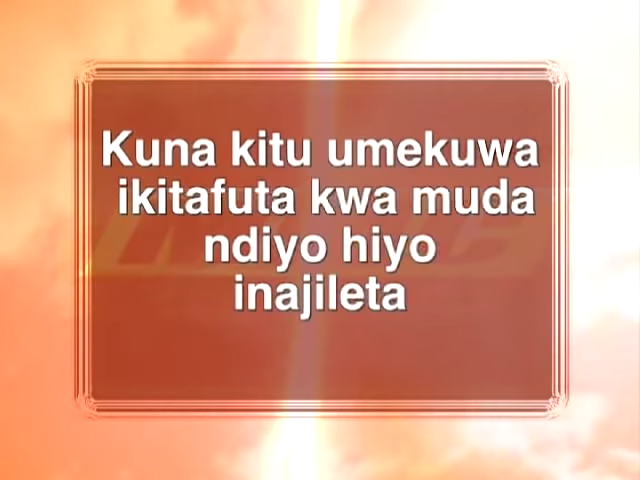 Kuna kitu umekuwa
ikitafuta kwa muda
ndiyo hiyo
inajileta